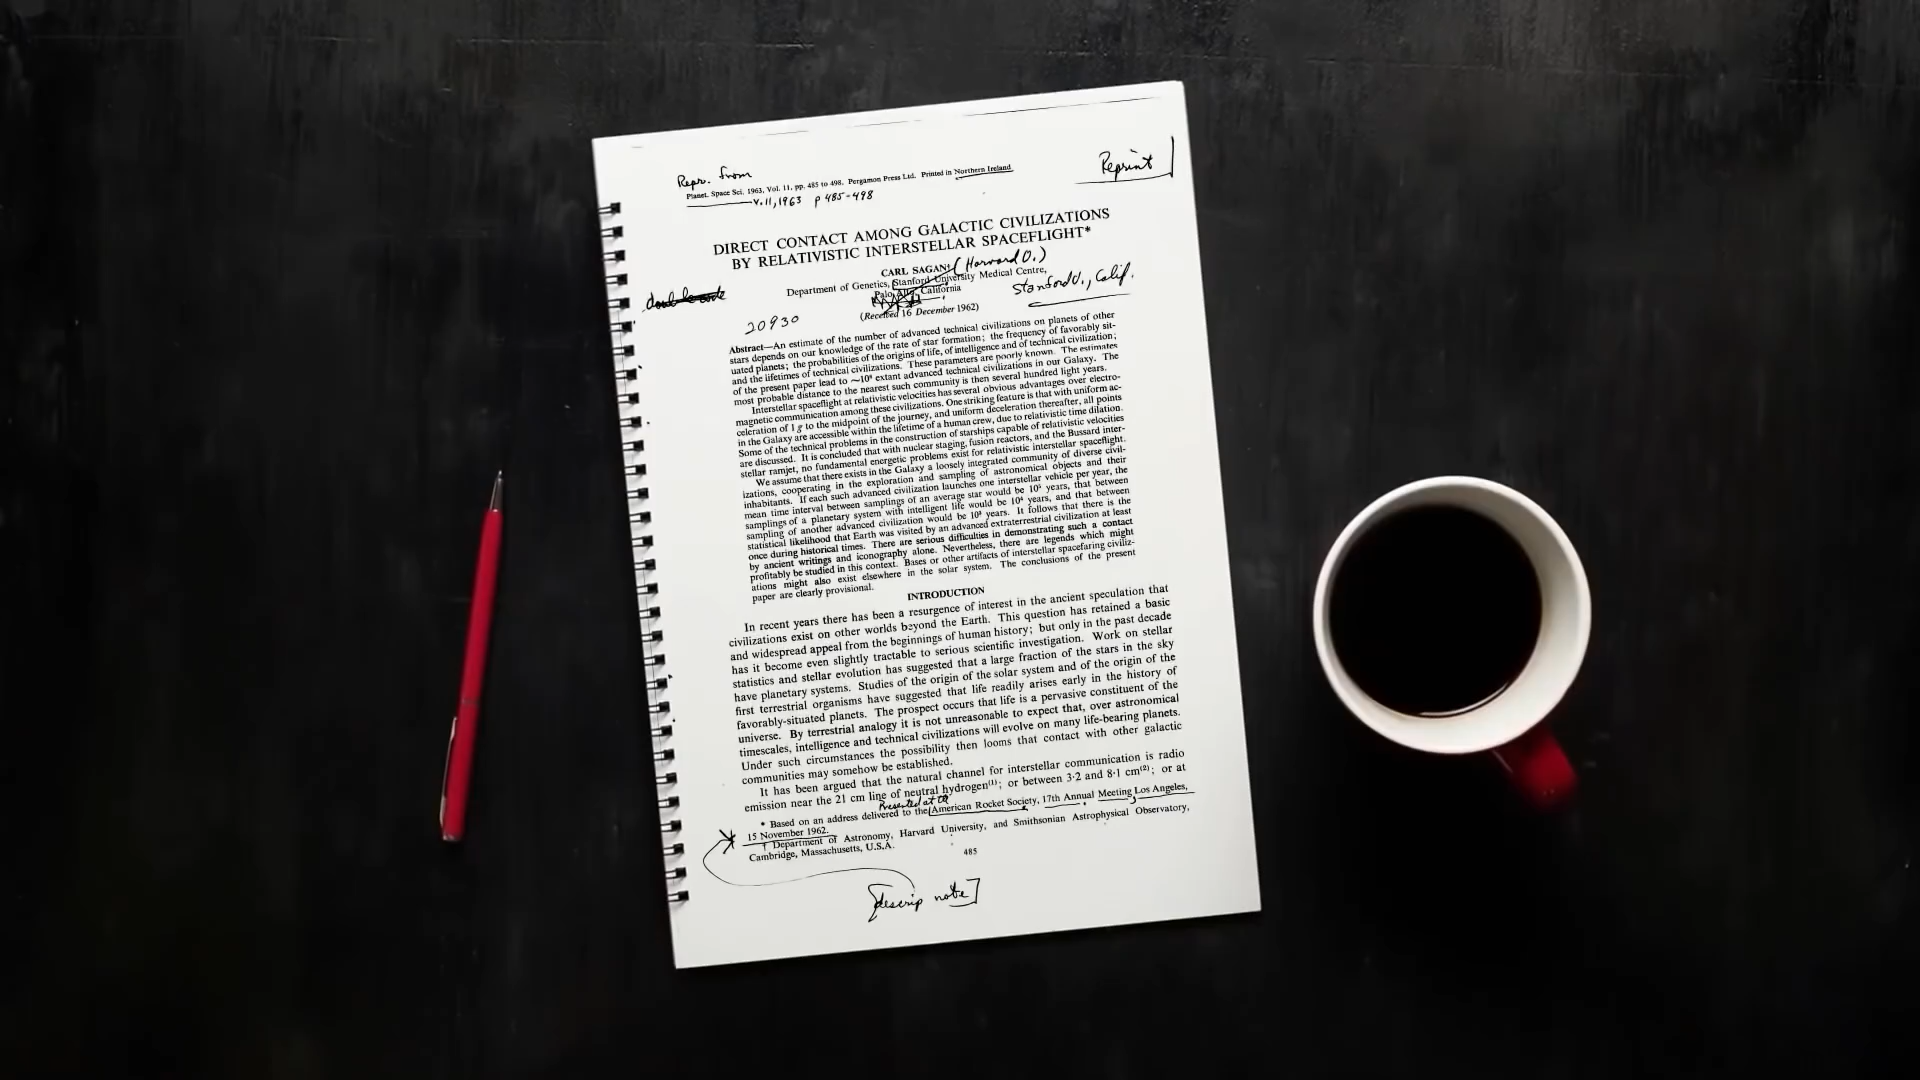 Repr. from
Reprint
Planet. Space Sci. 1963, Vol. 11, pp. 485 to 498. Pergamon Press Ltd. Printed in Northern Ireland
v.11, 1963 p 485-498
DIRECT CONTACT AMONG GALACTIC CIVILIZATIONS
BY RELATIVISTIC INTERSTELLAR SPACEFLIGHT*
CARL SAGAN† (Harvard U.)
Department of Genetics, Stanford University Medical Centre,
Palo Alto, California
Stanford U., Calif.
(Received 16 December 1962)
20930
Abstract—An estimate of the number of advanced technical civilizations on planets of other
stars depends on our knowledge of the rate of star formation; the frequency of favorably sit-
uated planets; the probabilities of the origins of life, of intelligence and of technical civilization;
and the lifetimes of technical civilizations. These parameters are poorly known. The estimates
of the present paper lead to ~10⁶ extant advanced technical civilizations in our Galaxy. The
most probable distance to the nearest such community is then several hundred light years.
Interstellar spaceflight at relativistic velocities has several obvious advantages over electro-
magnetic communication among these civilizations. One striking feature is that with uniform ac-
celeration of 1 g to the midpoint of the journey, and uniform deceleration thereafter, all points
in the Galaxy are accessible within the lifetime of a human crew, due to relativistic time dilation.
Some of the technical problems in the construction of starships capable of relativistic velocities
are discussed. It is concluded that with nuclear staging, fusion reactors, and the Bussard inter-
stellar ramjet, no fundamental energetic problems exist for relativistic interstellar spaceflight.
We assume that there exists in the Galaxy a loosely integrated community of diverse civil-
izations, cooperating in the exploration and sampling of astronomical objects and their
inhabitants. If each such advanced civilization launches one interstellar vehicle per year, the
mean time interval between samplings of an average star would be 10⁵ years, that between
samplings of a planetary system with intelligent life would be 10⁴ years, and that between
sampling of another advanced civilization would be 10³ years. It follows that there is the
statistical likelihood that Earth was visited by an advanced extraterrestrial civilization at least
once during historical times. There are serious difficulties in demonstrating such a contact
by ancient writings and iconography alone. Nevertheless, there are legends which might
profitably be studied in this context. Bases or other artifacts of interstellar spacefaring civiliz-
ations might also exist elsewhere in the solar system. The conclusions of the present
paper are clearly provisional.
INTRODUCTION
In recent years there has been a resurgence of interest in the ancient speculation that
civilizations exist on other worlds beyond the Earth. This question has retained a basic
and widespread appeal from the beginnings of human history; but only in the past decade
has it become even slightly tractable to serious scientific investigation. Work on stellar
statistics and stellar evolution has suggested that a large fraction of the stars in the sky
have planetary systems. Studies of the origin of the solar system and of the origin of the
first terrestrial organisms have suggested that life readily arises early in the history of
favorably-situated planets. The prospect occurs that life is a pervasive constituent of the
universe. By terrestrial analogy it is not unreasonable to expect that, over astronomical
timescales, intelligence and technical civilizations will evolve on many life-bearing planets.
Under such circumstances the possibility then looms that contact with other galactic
communities may somehow be established.
It has been argued that the natural channel for interstellar communication is radio
emission near the 21 cm line of neutral hydrogen⁽¹⁾; or between 3·2 and 8·1 cm⁽²⁾; or at
Presented at the
* Based on an address delivered to the American Rocket Society, 17th Annual Meeting Los Angeles,
15 November 1962.
† Department of Astronomy, Harvard University, and Smithsonian Astrophysical Observatory,
Cambridge, Massachusetts, U.S.A.
485
[descrip note]